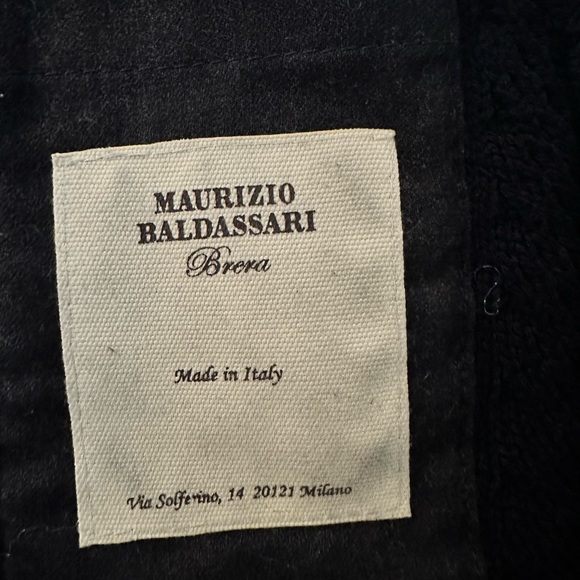 MAURIZIO
BALDASSARI
Brera
Made in Italy
Via Solferino, 14 20121 Milano